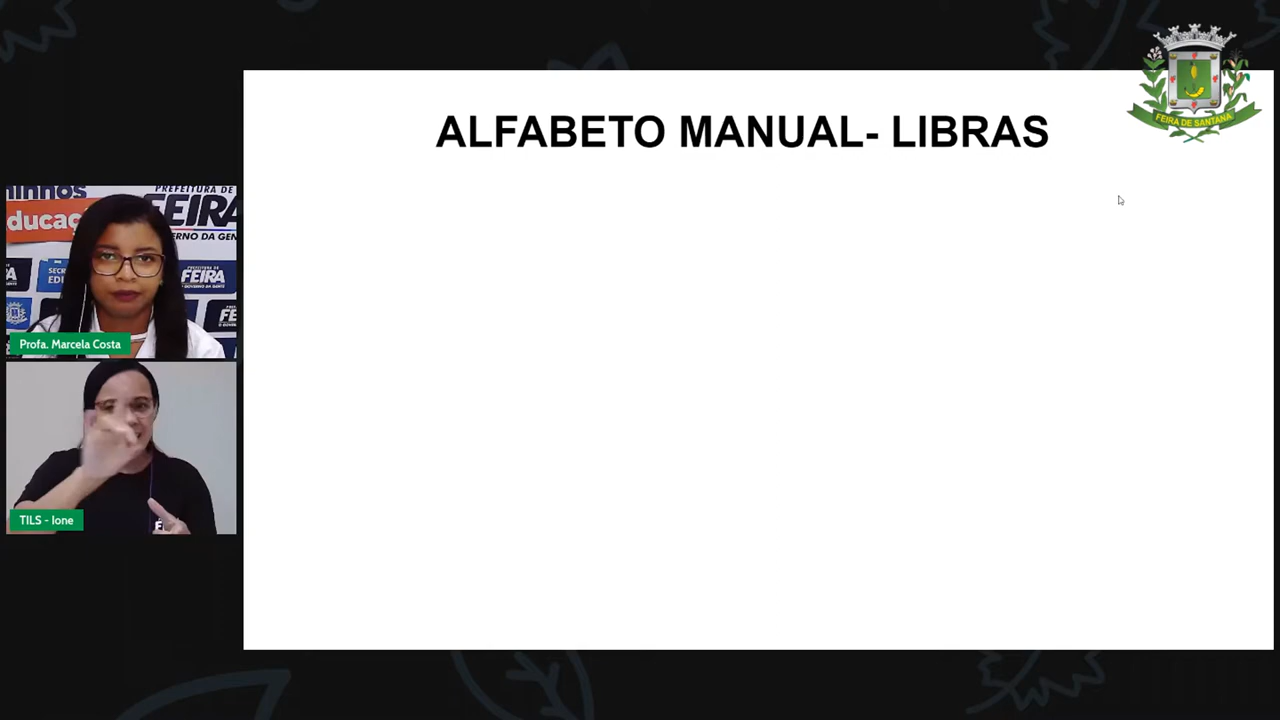 ALFABETO MANUAL- LIBRAS
FEIRA DE SANTANA
PREFEITURA DE
FEIRA
Profa. Marcela Costa
TILS - Ione